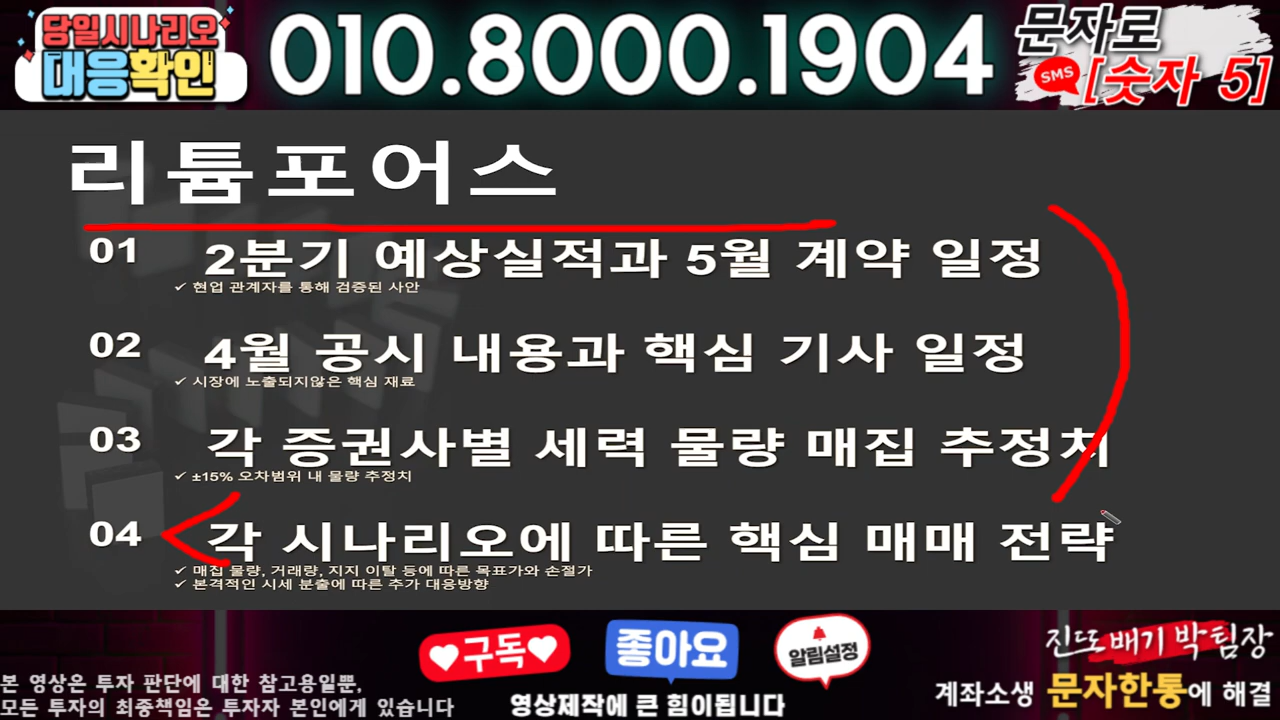 당일시나리오
대응확인
010.8000.1904
문자로
SMS
[숫자 5]
리튬포어스
01 2분기 예상실적과 5월 계약 일정
✓ 현업 관계자를 통해 검증된 사안
02 4월 공시 내용과 핵심 기사 일정
✓ 시장에 노출되지않은 핵심 재료
03 각 증권사별 세력 물량 매집 추정치
✓ ±15% 오차범위 내 물량 추정치
04 각 시나리오에 따른 핵심 매매 전략
✓ 매집 물량, 거래량, 지지 이탈 등에 따른 목표가와 손절가
✓ 본격적인 시세 분출에 따른 추가 대응방향
구독
좋아요
알림설정
영상제작에 큰 힘이됩니다
본 영상은 투자 판단에 대한 참고용일뿐,
모든 투자의 최종책임은 투자자 본인에게 있습니다
진또배기 박팀장
계좌소생 문자한통에 해결